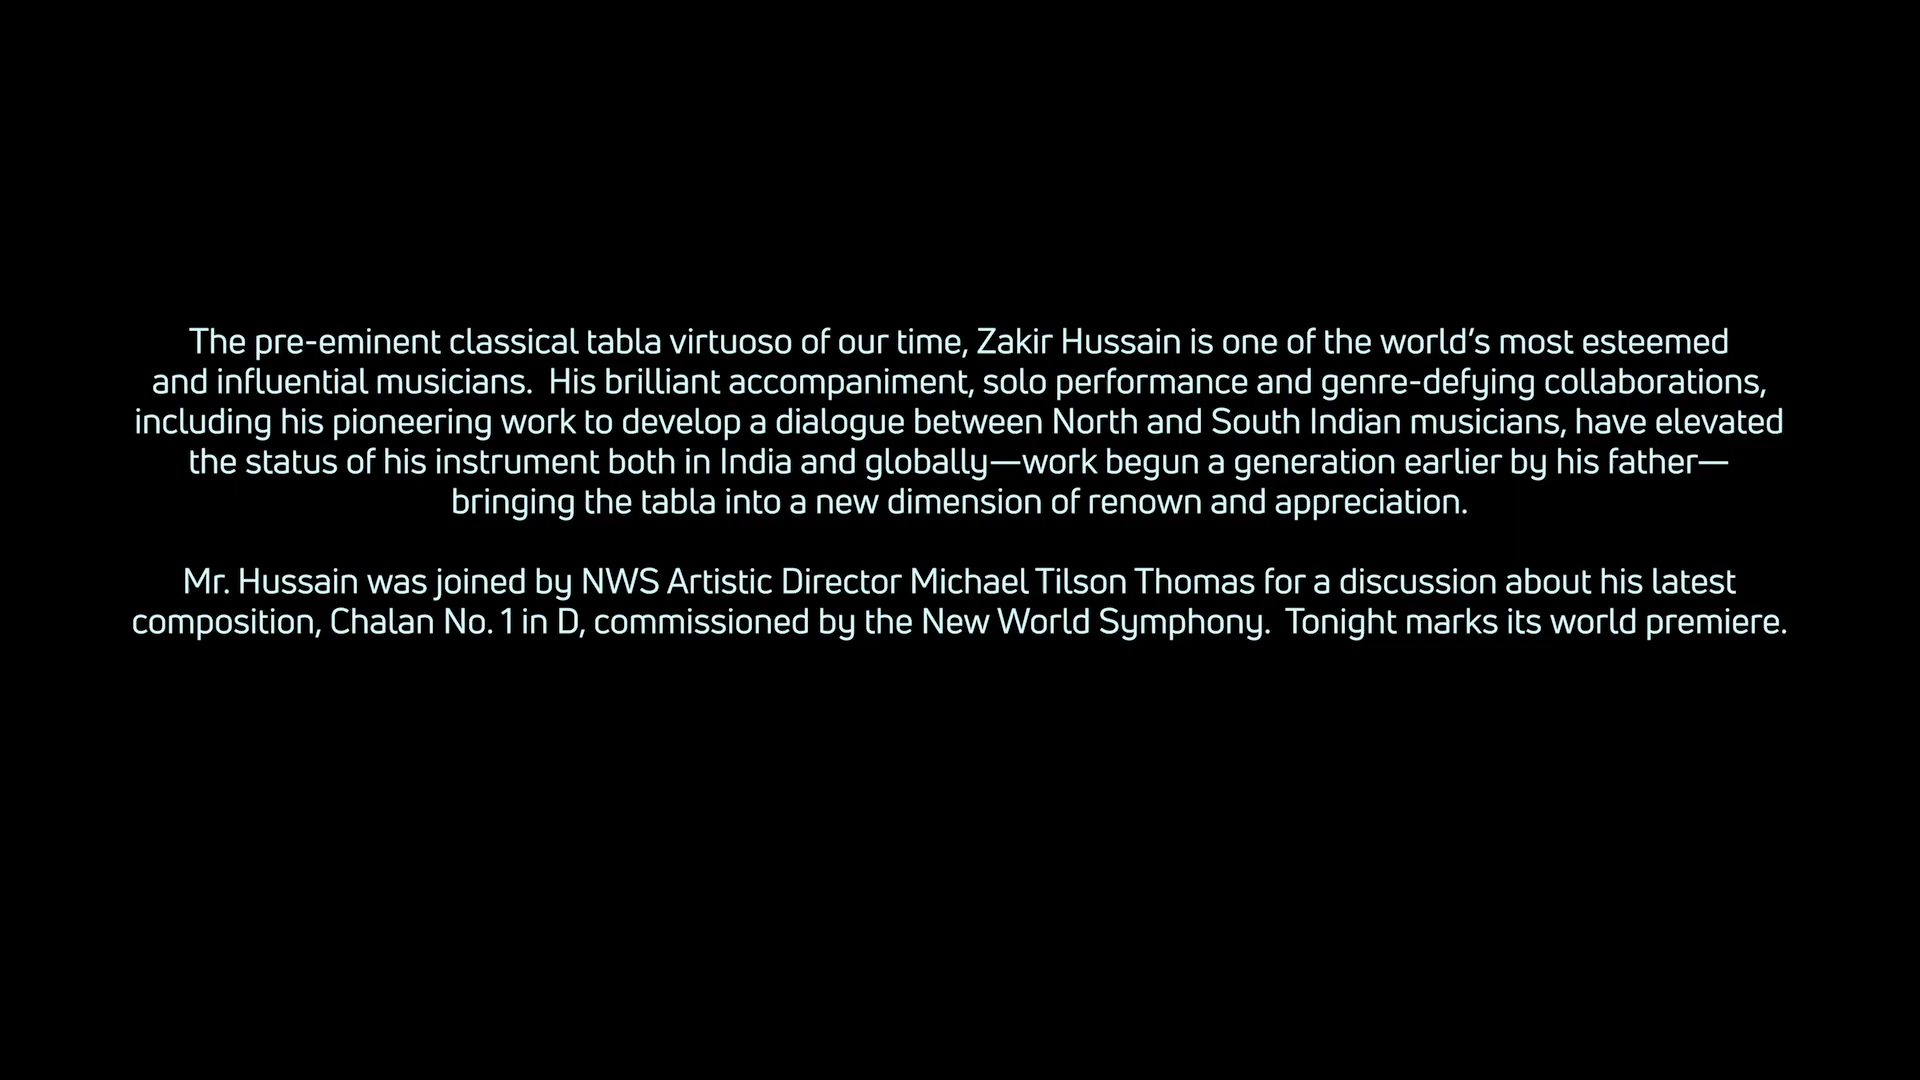 The pre-eminent classical tabla virtuoso of our time, Zakir Hussain is one of the world’s most esteemed
and influential musicians.  His brilliant accompaniment, solo performance and genre-defying collaborations,
including his pioneering work to develop a dialogue between North and South Indian musicians, have elevated
the status of his instrument both in India and globally—work begun a generation earlier by his father—
bringing the tabla into a new dimension of renown and appreciation.
Mr. Hussain was joined by NWS Artistic Director Michael Tilson Thomas for a discussion about his latest
composition, Chalan No. 1 in D, commissioned by the New World Symphony.  Tonight marks its world premiere.